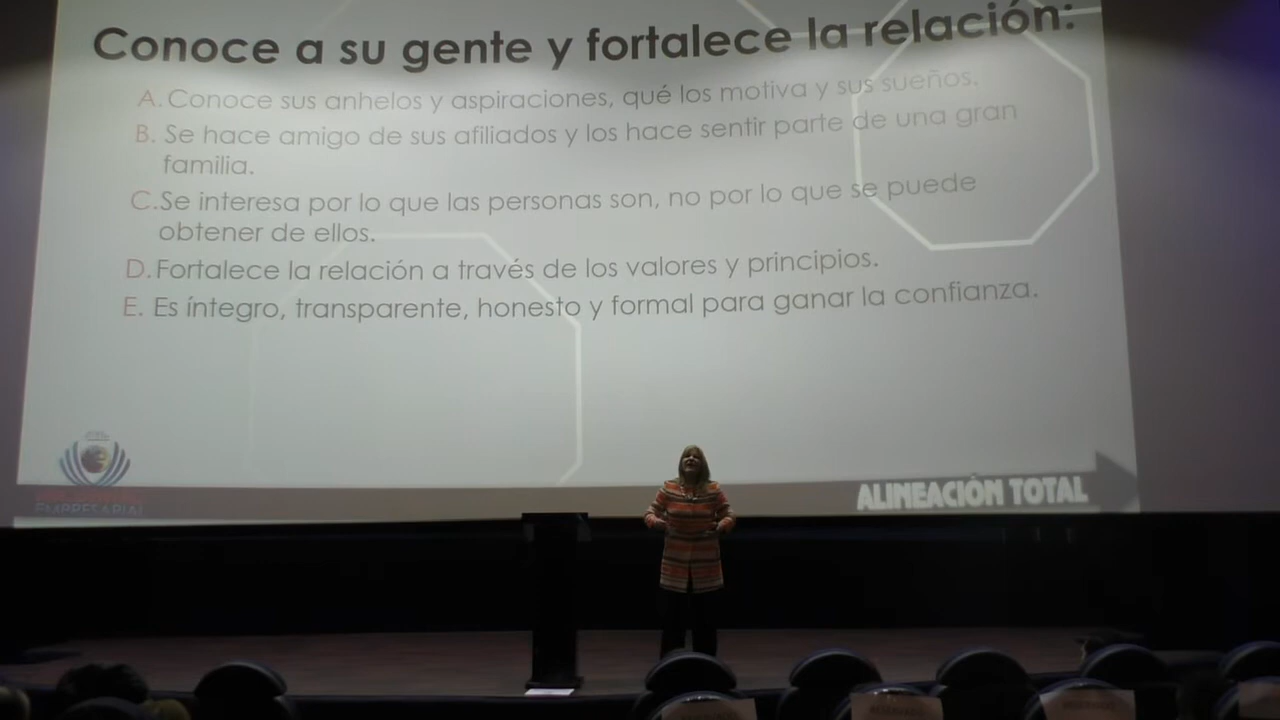 Conoce a su gente y fortalece la relación:
A. Conoce sus anhelos y aspiraciones, qué los motiva y sus sueños.
B. Se hace amigo de sus afiliados y los hace sentir parte de una gran
familia.
C.Se interesa por lo que las personas son, no por lo que se puede
obtener de ellos.
D. Fortalece la relación a través de los valores y principios.
E. Es íntegro, transparente, honesto y formal para ganar la confianza.
EMPRESARIAL
ALINEACIÓN TOTAL